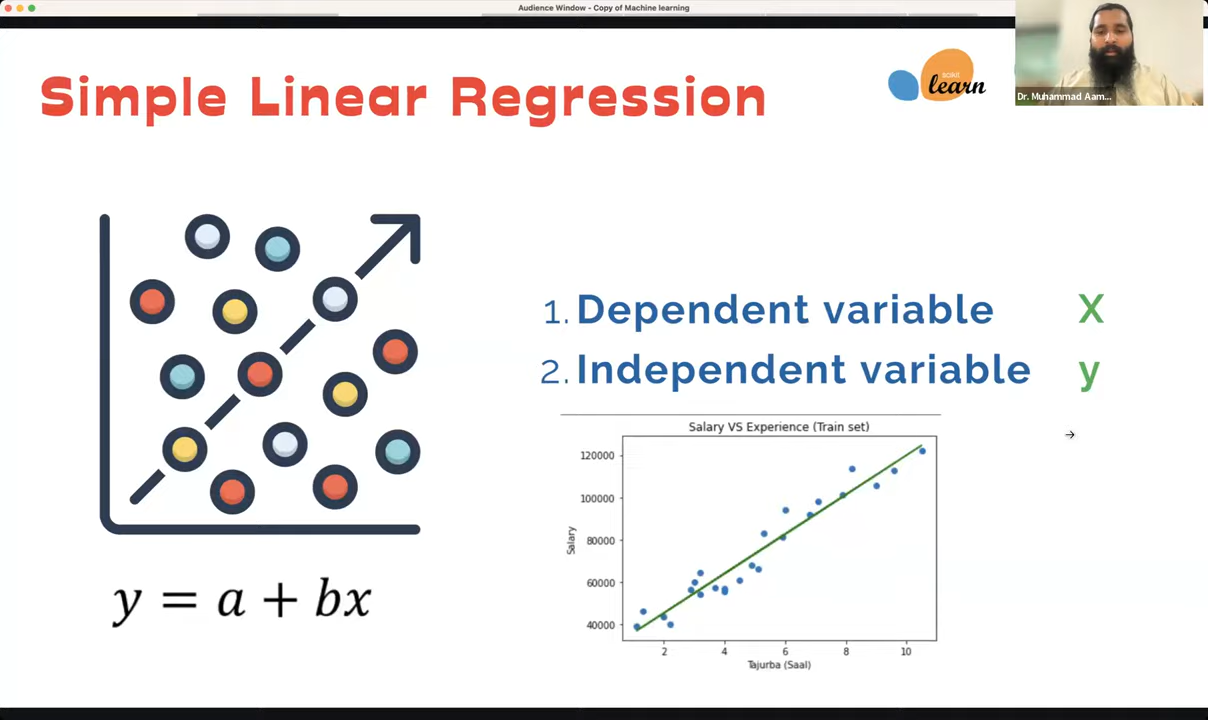 Audience Window - Copy of Machine learning
Simple Linear Regression
scikit
learn
Dr. Muhammad Aam...
1. Dependent variable X
2. Independent variable y
Salary VS Experience (Train set)
120000
100000
80000
60000
40000
Salary
2 4 6 8 10
Tajurba (Saal)
y = a + bx